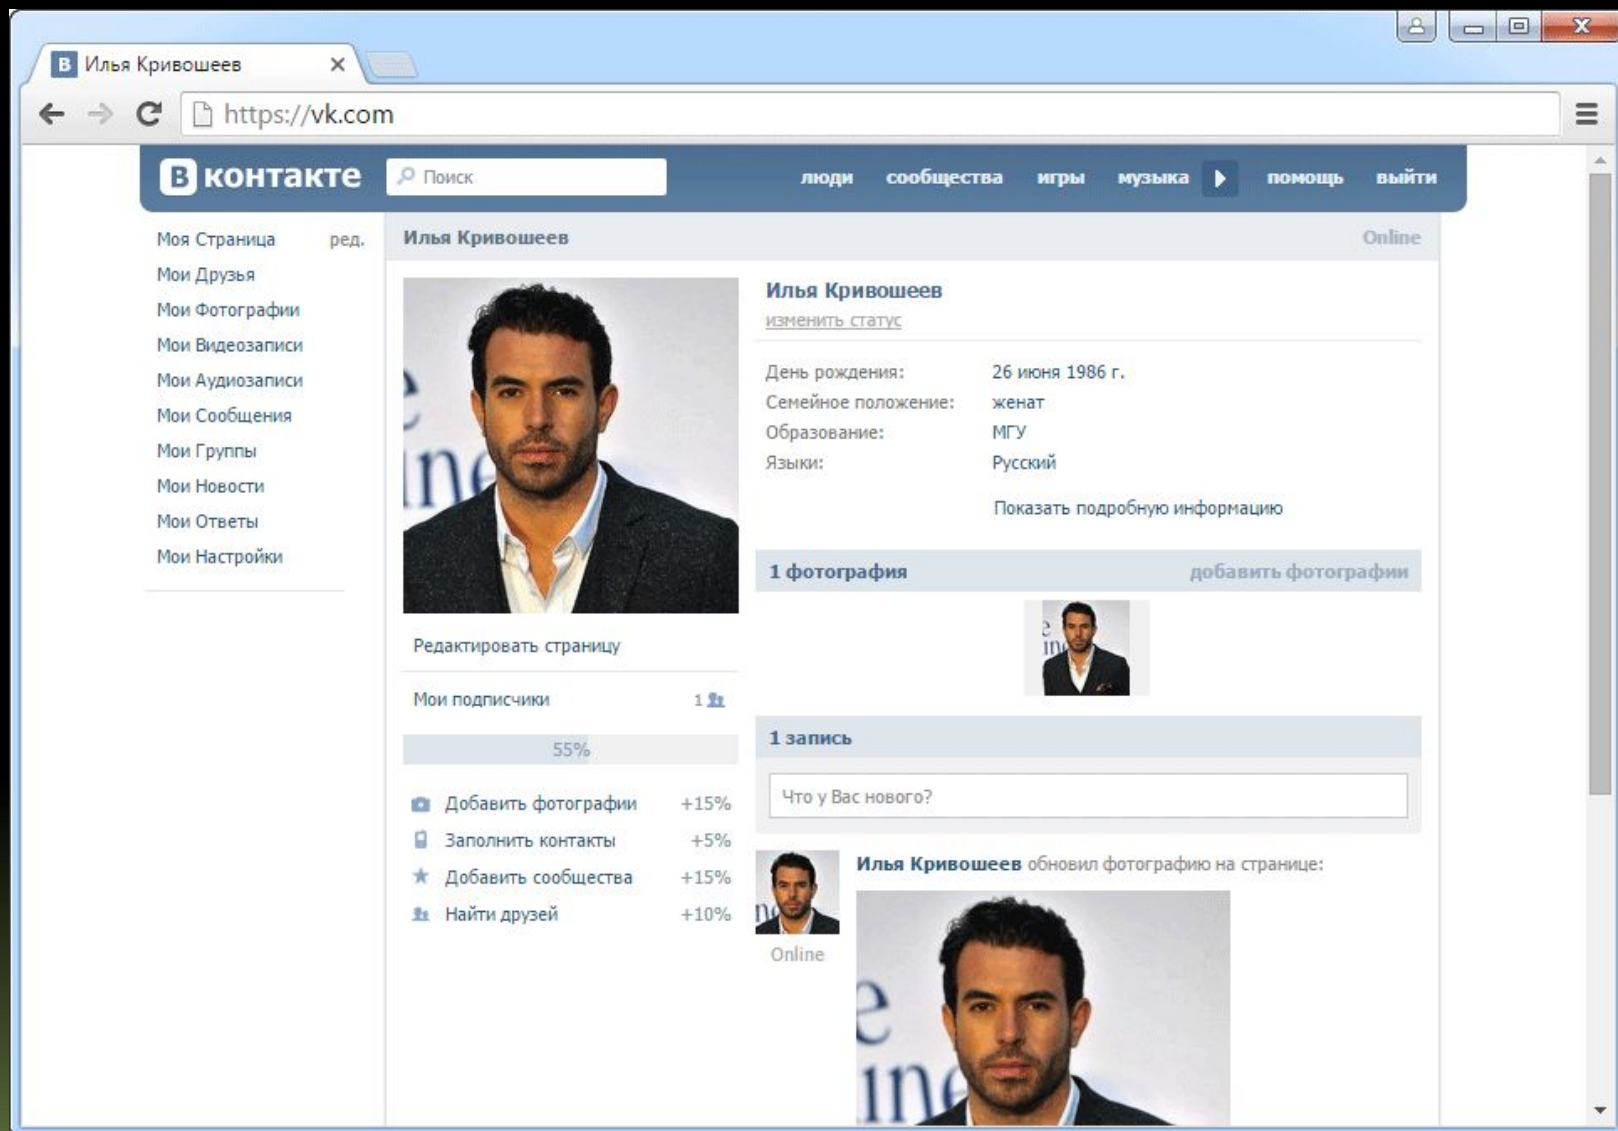 Илья Кривошеев
https://vk.com
В контакте Поиск люди сообщества игры музыка помощь выйти
Моя Страница ред.
Мои Друзья
Мои Фотографии
Мои Видеозаписи
Мои Аудиозаписи
Мои Сообщения
Мои Группы
Мои Новости
Мои Ответы
Мои Настройки
Илья Кривошеев Online
ine
Редактировать страницу
Мои подписчики 1
55%
Добавить фотографии +15%
Заполнить контакты +5%
Добавить сообщества +15%
Найти друзей +10%
Илья Кривошеев
изменить статус
День рождения: 26 июня 1986 г.
Семейное положение: женат
Образование: МГУ
Языки: Русский
Показать подробную информацию
1 фотография добавить фотографии
1 запись
Что у Вас нового?
Илья Кривошеев обновил фотографию на странице:
Online
e
ine